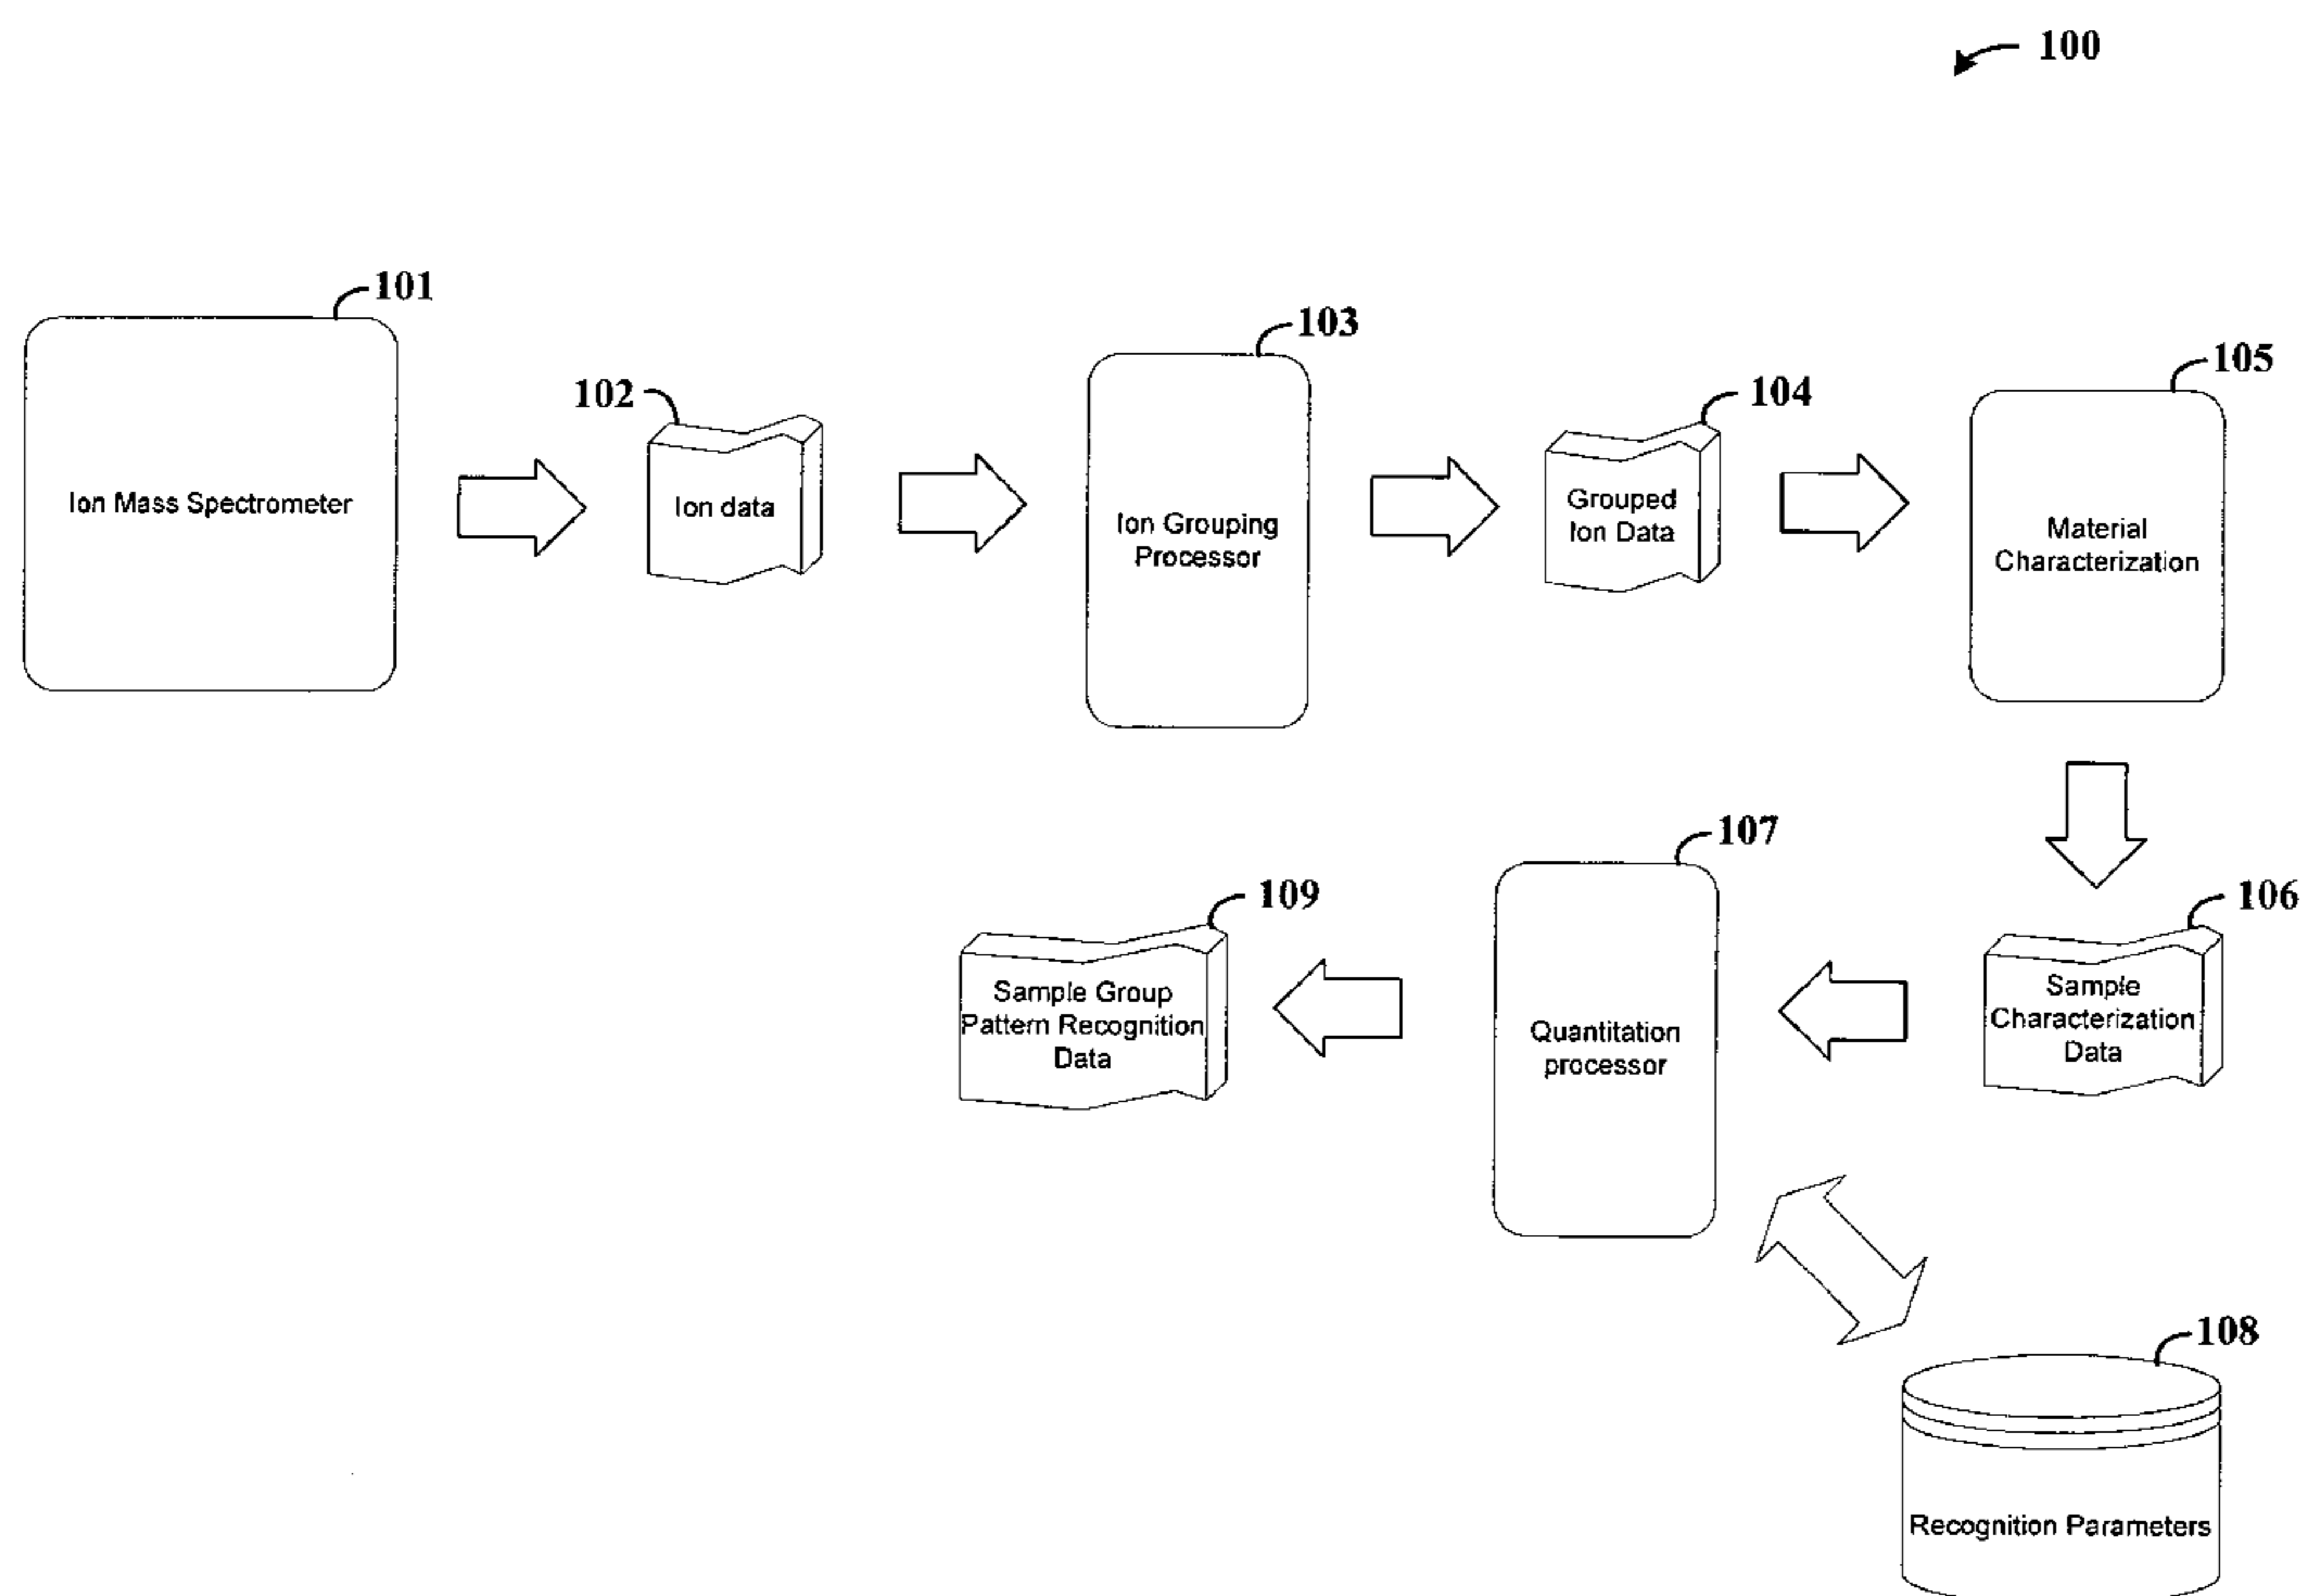 100
101
103
105
102
104
Ion Mass Spectrometer
Ion data
Ion Grouping
Processor
Grouped
Ion Data
Material
Characterization
107
109
106
Sample Group
Pattern Recognition
Data
Quantitation
processor
Sample
Characterization
Data
108
Recognition Parameters